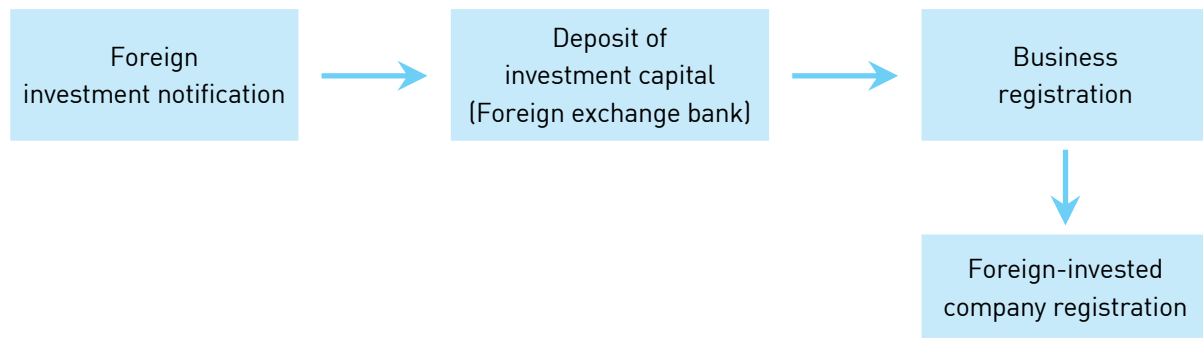 Foreign
investment notification
Deposit of
investment capital
(Foreign exchange bank)
Business
registration
Foreign-invested
company registration